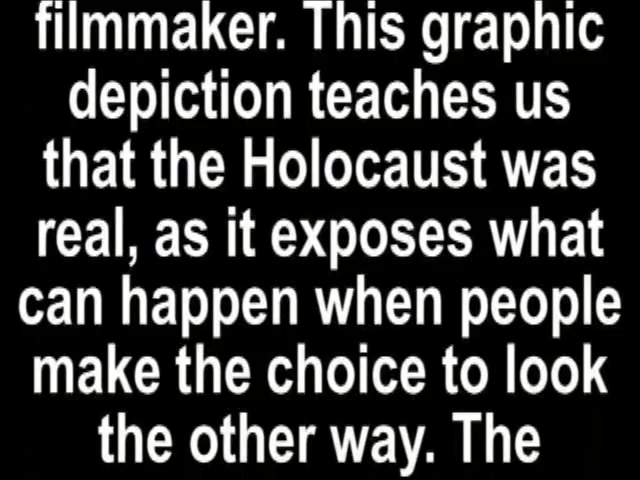 filmmaker. This graphic
depiction teaches us
that the Holocaust was
real, as it exposes what
can happen when people
make the choice to look
the other way. The